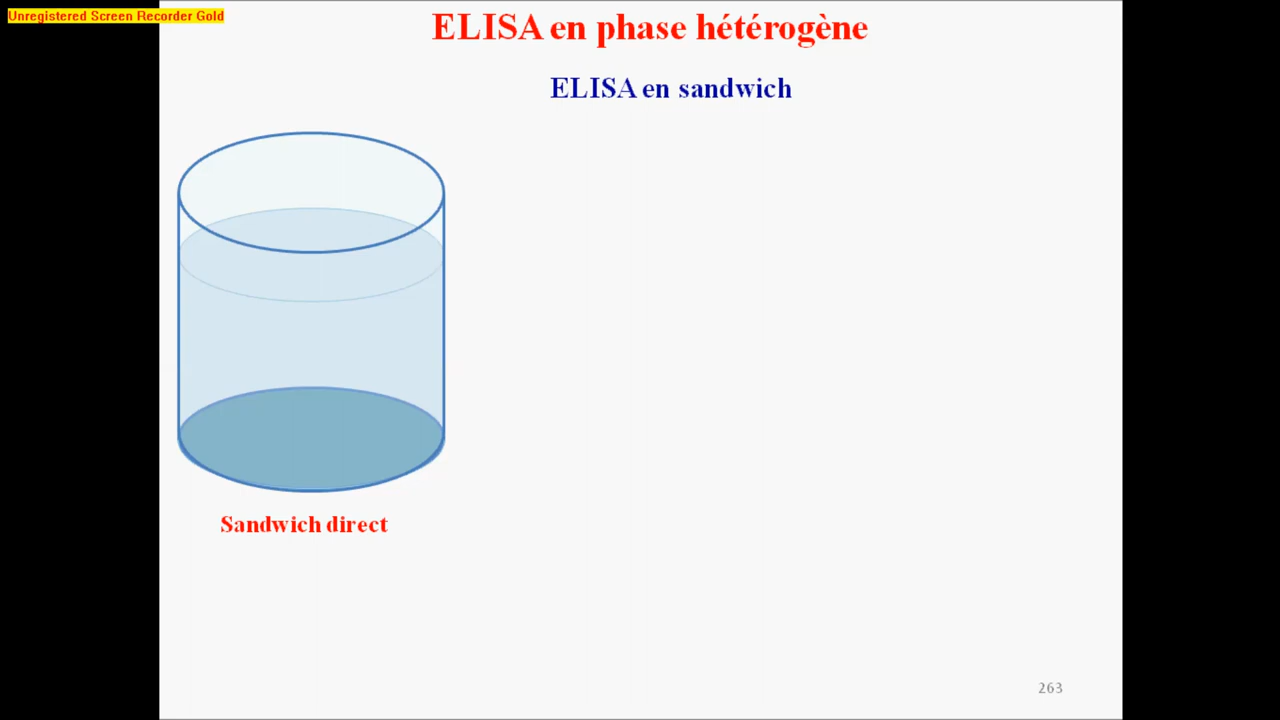 Unregistered Screen Recorder Gold
ELISA en phase hétérogène
ELISA en sandwich
Sandwich direct
263